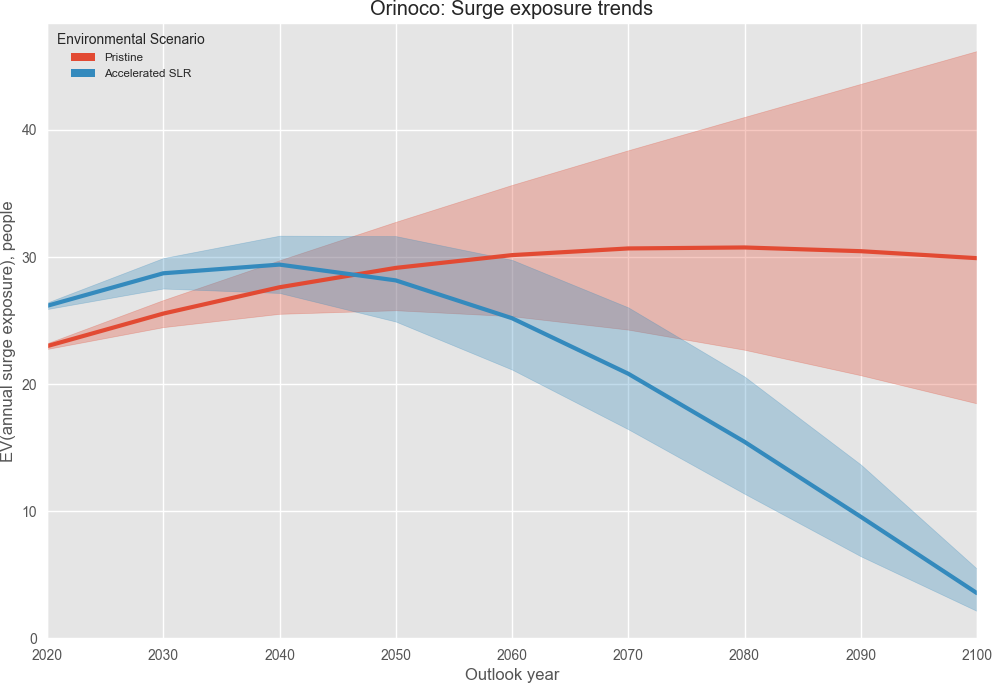 Orinoco: Surge exposure trends
Environmental Scenario
Pristine
Accelerated SLR
EV(annual surge exposure), people
40
30
20
10
0
2020 2030 2040 2050 2060 2070 2080 2090 2100
Outlook year